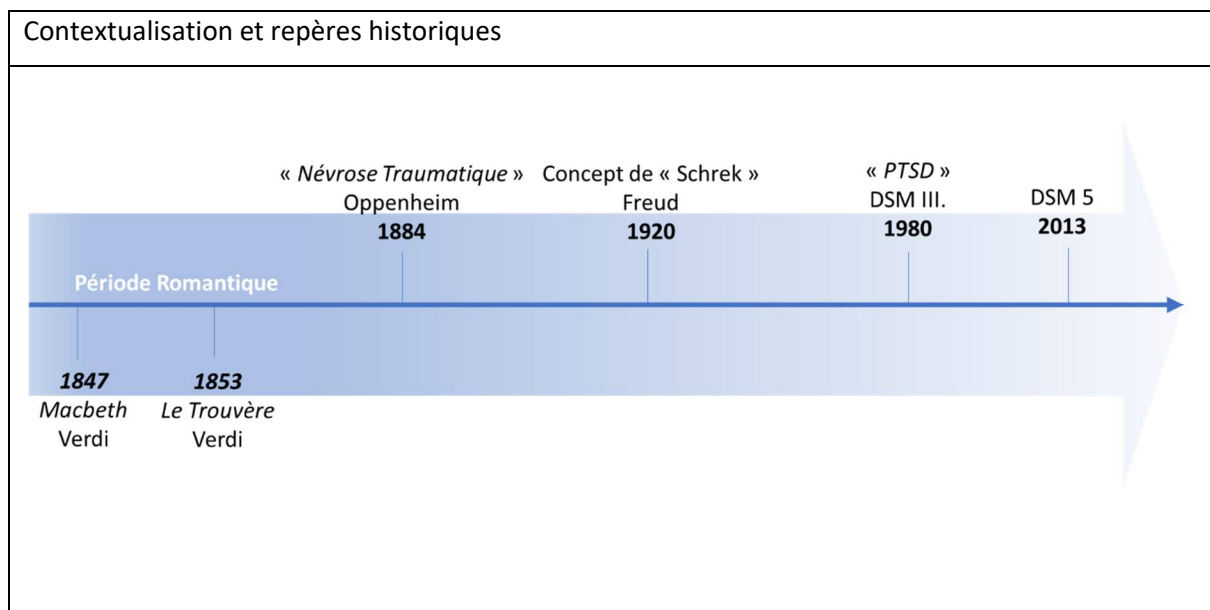 Contextualisation et repères historiques
« Névrose Traumatique »
Oppenheim
1884
Concept de « Schrek »
Freud
1920
« PTSD »
DSM III.
1980
DSM 5
2013
Période Romantique
1847
Macbeth
Verdi
1853
Le Trouvère
Verdi